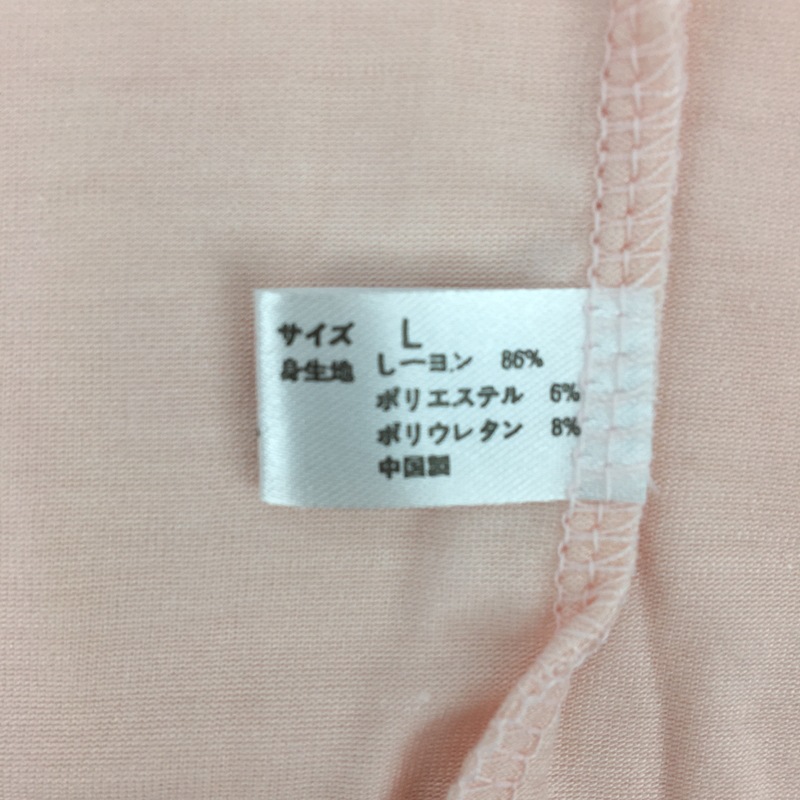 サイズ L
身生地 レーヨン 86%
ポリエステル 6%
ポリウレタン 8%
中国製